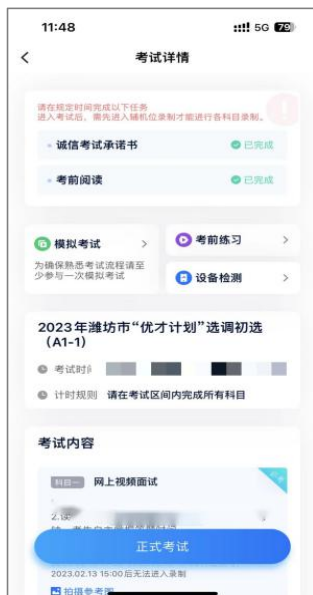 11:48
5G 79
考试详情
请在规定时间完成以下任务
进入考试后，需先进入辅机位录制才能进行各科目录制。
诚信考试承诺书
已完成
考前阅读
已完成
模拟考试
为确保熟悉考试流程请至
少参与一次模拟考试
考前练习
设备检测
2023年潍坊市“优才计划”选调初选
（A1-1）
考试时
计时规则 请在考试区间内完成所有科目
考试内容
科目一 网上视频面试
正式考试
2023.02.13 15:00后无法进入录制
拍摄参考图